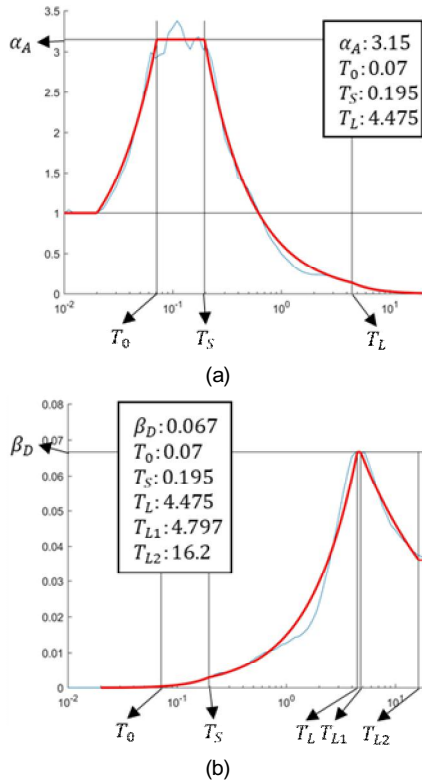 α_A
3.5
3
2.5
2
1.5
1
0.5
0
α_A: 3.15
T_0: 0.07
T_S: 0.195
T_L: 4.475
10^-2
10^-1
10^0
10^1
T_0
T_S
T_L
(a)
β_D
0.08
0.07
0.06
0.05
0.04
0.03
0.02
0.01
0
β_D: 0.067
T_0: 0.07
T_S: 0.195
T_L: 4.475
T_L1: 4.797
T_L2: 16.2
10^-2
10^-1
10^0
10^1
T_0
T_S
T_L T_L1
T_L2
(b)